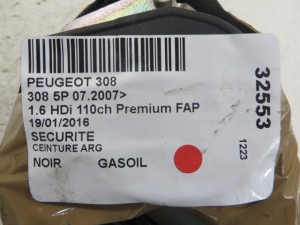 PEUGEOT 308
308 5P 07.2007>
1.6 HDi 110ch Premium FAP
19/01/2016
SECURITE
CEINTURE ARG
NOIR GASOIL
32553
1223